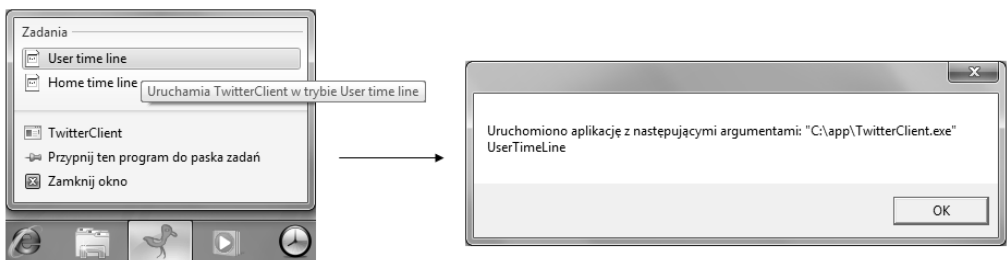 Zadania
User time line
Home time line
Uruchamia TwitterClient w trybie User time line
TwitterClient
Przypnij ten program do paska zadań
Zamknij okno
Uruchomiono aplikację z następującymi argumentami: "C:\app\TwitterClient.exe"
UserTimeLine
OK